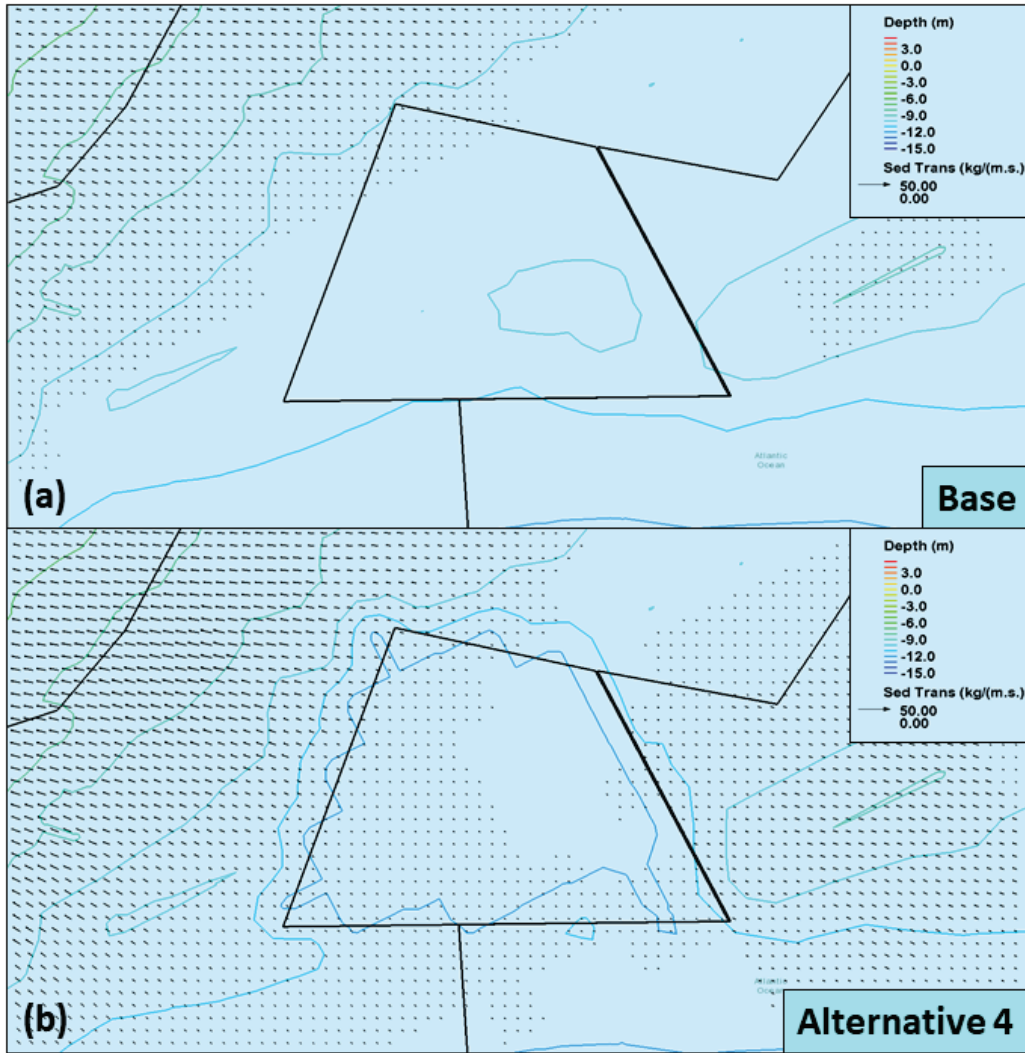 Depth (m)
3.0
0.0
-3.0
-6.0
-9.0
-12.0
-15.0
Sed Trans (kg/(m.s.)
50.00
0.00
Atlantic
Ocean
(a)
Base
Depth (m)
3.0
0.0
-3.0
-6.0
-9.0
-12.0
-15.0
Sed Trans (kg/(m.s.)
50.00
0.00
Atlantic
Ocean
(b)
Alternative 4